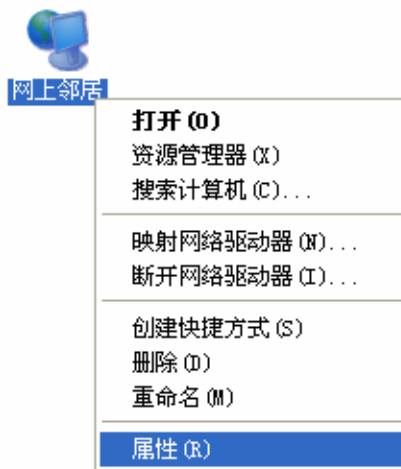 网上邻居
打开(O)
资源管理器(X)
搜索计算机(C)...
映射网络驱动器(N)...
断开网络驱动器(I)...
创建快捷方式(S)
删除(D)
重命名(M)
属性(R)